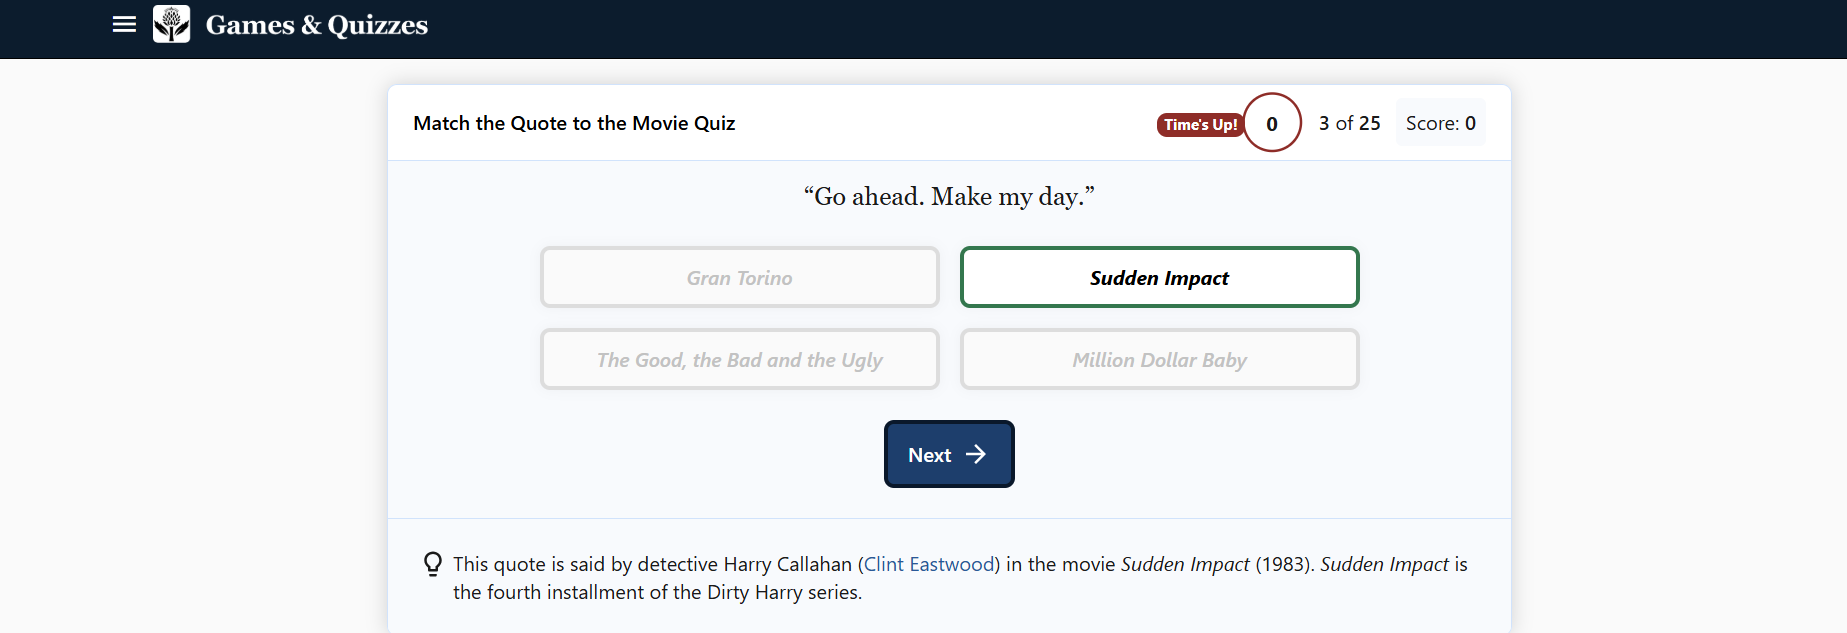 Games & Quizzes
Match the Quote to the Movie Quiz
Time's Up! 0 3 of 25 Score: 0
“Go ahead. Make my day.”
Gran Torino
Sudden Impact
The Good, the Bad and the Ugly
Million Dollar Baby
Next
This quote is said by detective Harry Callahan (Clint Eastwood) in the movie Sudden Impact (1983). Sudden Impact is
the fourth installment of the Dirty Harry series.